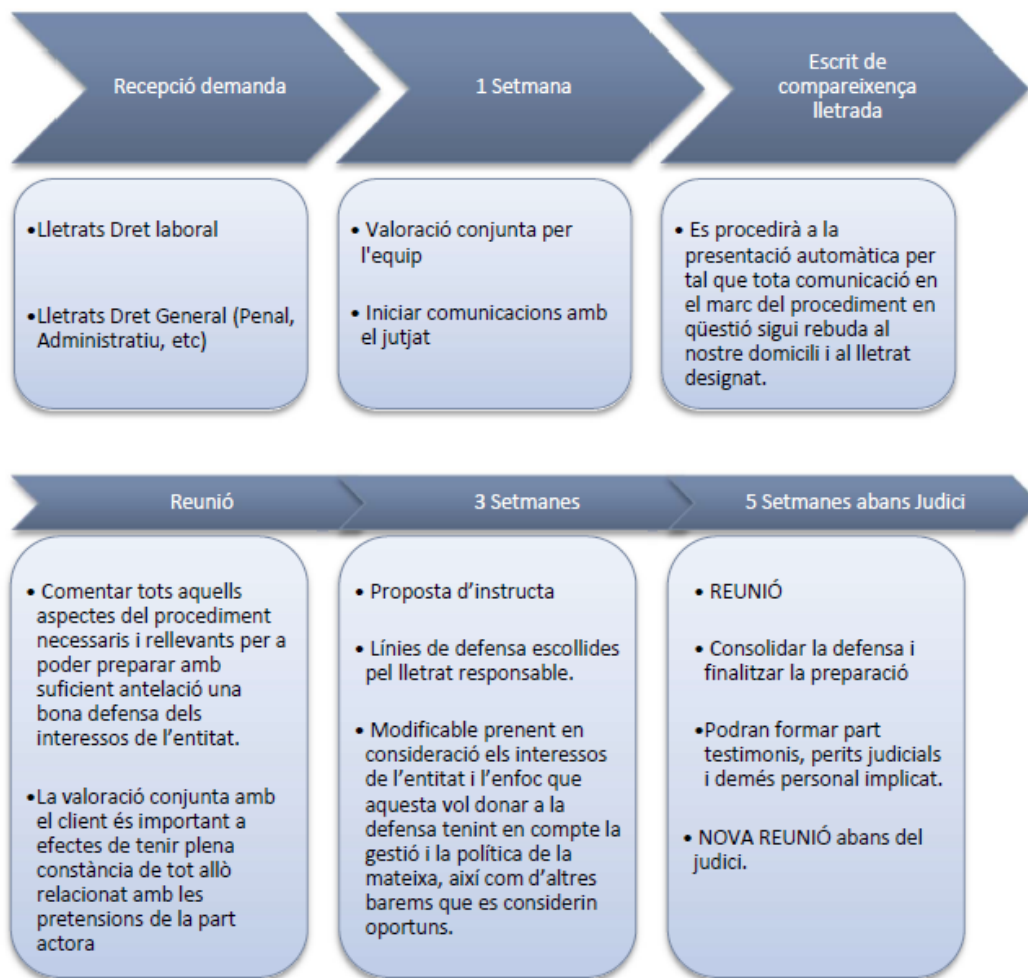 Recepció demanda
1 Setmana
Escrit de
compareixença
lletrada
•Lletrats Dret laboral
•Lletrats Dret General (Penal,
Administratiu, etc)
• Valoració conjunta per
l'equip
• Iniciar comunicacions amb
el jutjat
• Es procedirà a la
presentació automàtica per
tal que tota comunicació en
el marc del procediment en
qüestió sigui rebuda al
nostre domicili i al lletrat
designat.
Reunió
3 Setmanes
5 Setmanes abans Judici
• Comentar tots aquells
aspectes del procediment
necessaris i rellevants per a
poder preparar amb
suficient antelació una
bona defensa dels
interessos de l’entitat.
•La valoració conjunta amb
el client és important a
efectes de tenir plena
constància de tot allò
relacionat amb les
pretensions de la part
actora
• Proposta d’instructa
• Línies de defensa escollides
pel lletrat responsable.
• Modificable prenent en
consideració els interessos
de l’entitat i l’enfoc que
aquesta vol donar a la
defensa tenint en compte la
gestió i la política de la
mateixa, així com d’altres
barems que es considerin
oportuns.
• REUNIÓ
• Consolidar la defensa i
finalitzar la preparació
•Podran formar part
testimonis, perits judicials
i demés personal implicat.
• NOVA REUNIÓ abans del
judici.